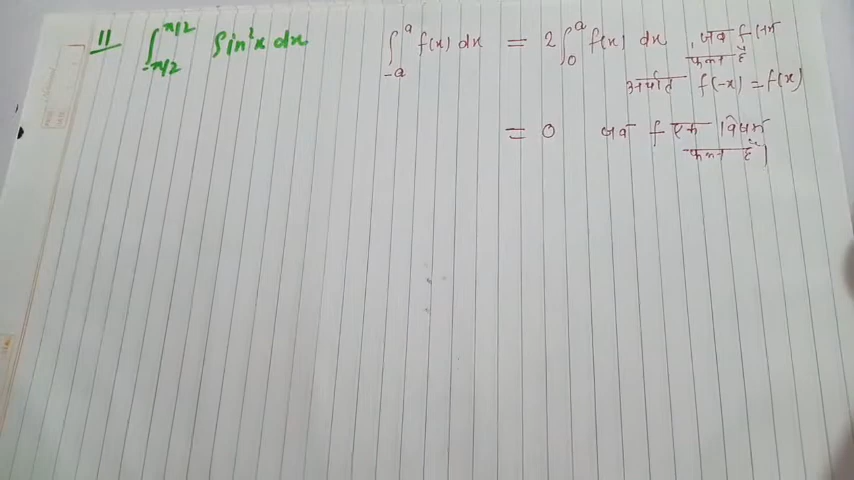 11 ∫_{-π/2}^{π/2} Sin²x dx
∫_{-a}^{a} f(x) dx = 2 ∫_{0}^{a} f(x) dx , जब f सम
फलन है
अर्थात f(-x) = f(x)
= 0 जब f एक विषम
फलन है।